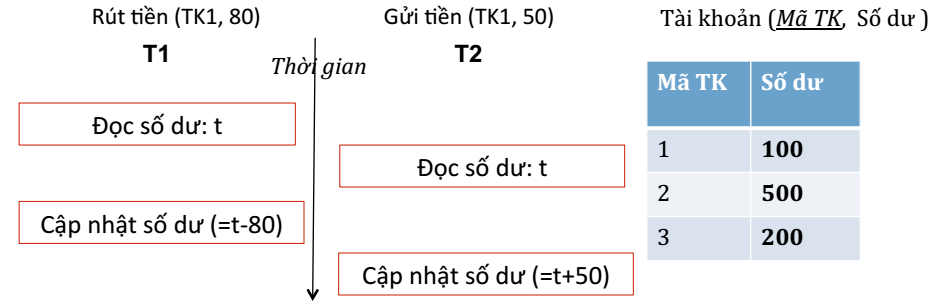 Rút tiền (TK1, 80)
Gửi tiền (TK1, 50)
Tài khoản (Mã TK, Số dư )
T1
T2
Thời gian
Mã TK Số dư
Đọc số dư: t
1 100
Đọc số dư: t
2 500
Cập nhật số dư (=t-80)
3 200
Cập nhật số dư (=t+50)